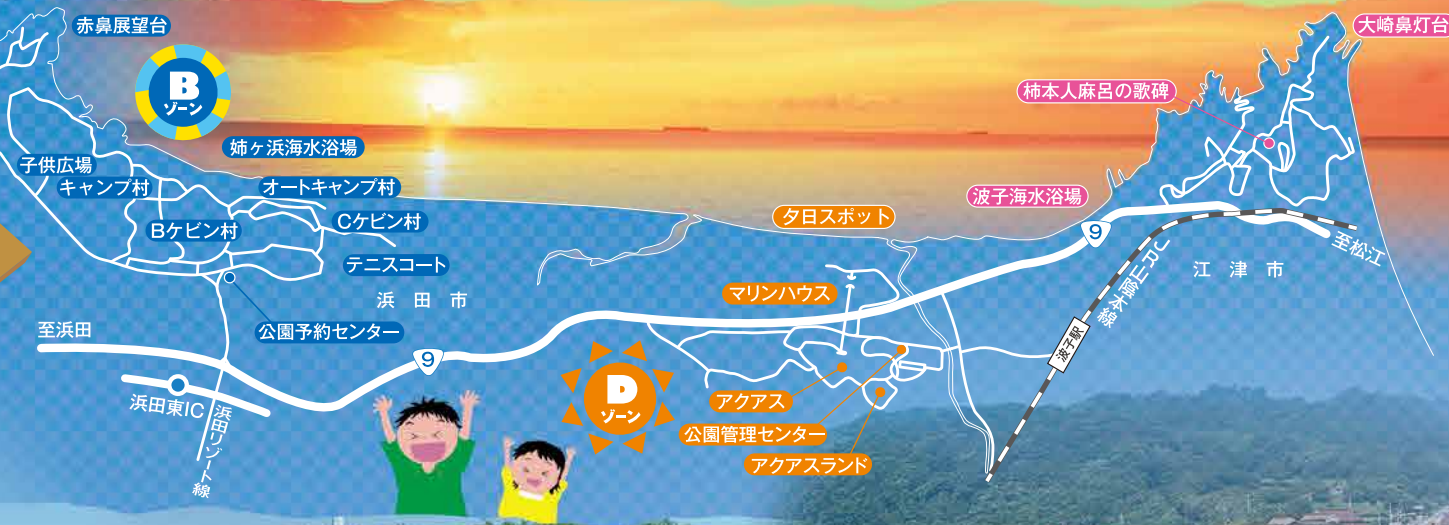 赤鼻展望台
大崎鼻灯台
B
ゾーン
柿本人麻呂の歌碑
姉ヶ浜海水浴場
子供広場
キャンプ村
オートキャンプ村
波子海水浴場
Cケビン村
夕日スポット
Bケビン村
9
テニスコート
至松江
JR山陰本線
江津市
マリンハウス
浜田市
公園予約センター
至浜田
波子駅
9
D
ゾーン
浜田東IC
浜田リゾート線
アクアス
公園管理センター
アクアスランド